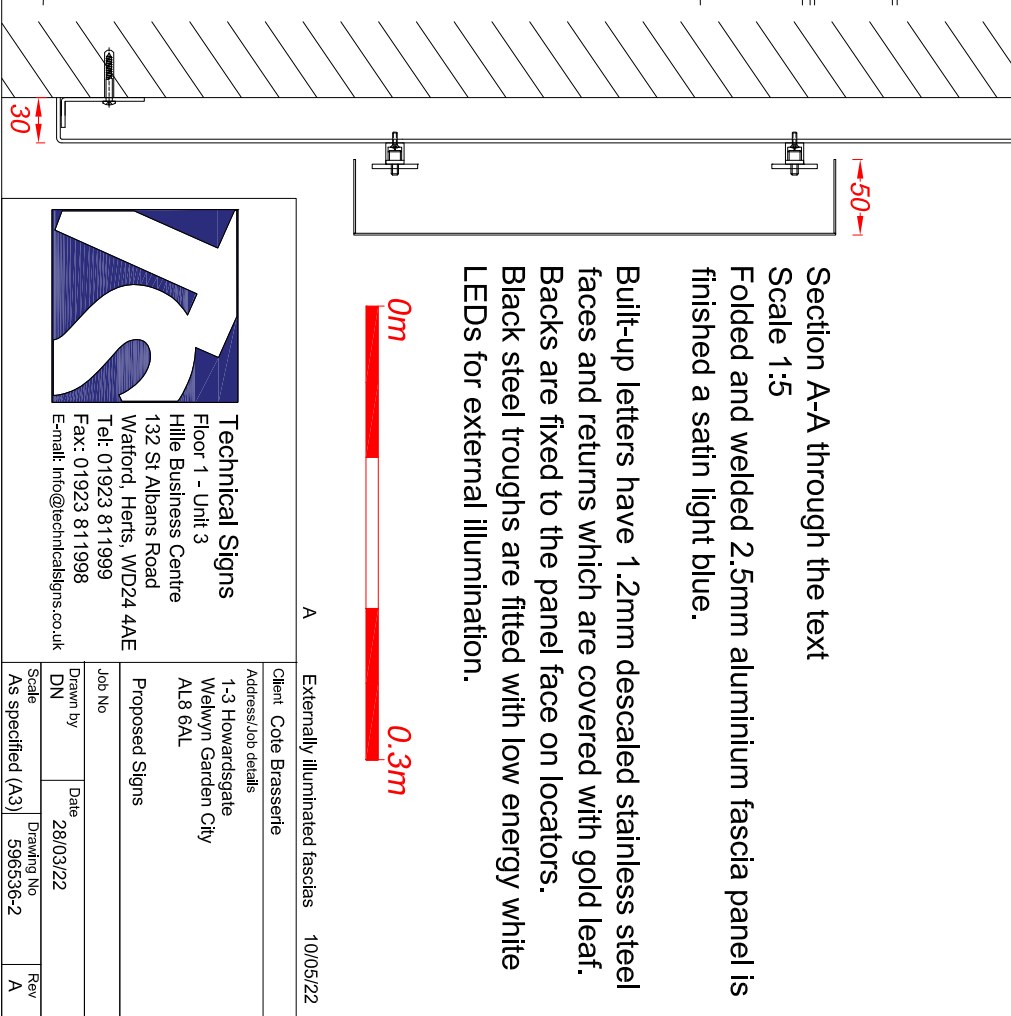 Section A-A through the text
Scale 1:5
Folded and welded 2.5mm aluminium fascia panel is
finished a satin light blue.
Built-up letters have 1.2mm descaled stainless steel
faces and returns which are covered with gold leaf.
Backs are fixed to the panel face on locators.
Black steel troughs are fitted with low energy white
LEDs for external illumination.
50
30
0m
0.3m
A Externally illuminated fascias 10/05/22
Technical Signs
Floor 1 - Unit 3
Hille Business Centre
132 St Albans Road
Watford, Herts, WD24 4AE
Tel: 01923 811999
Fax: 01923 811998
E-mail: info@technicalsigns.co.uk
Client Cote Brasserie
Address/Job details
1-3 Howardsgate
Welwyn Garden City
AL8 6AL
Proposed Signs
Job No
Drawn by
DN
Date
28/03/22
Scale
As specified (A3)
Drawing No
596536-2
Rev
A